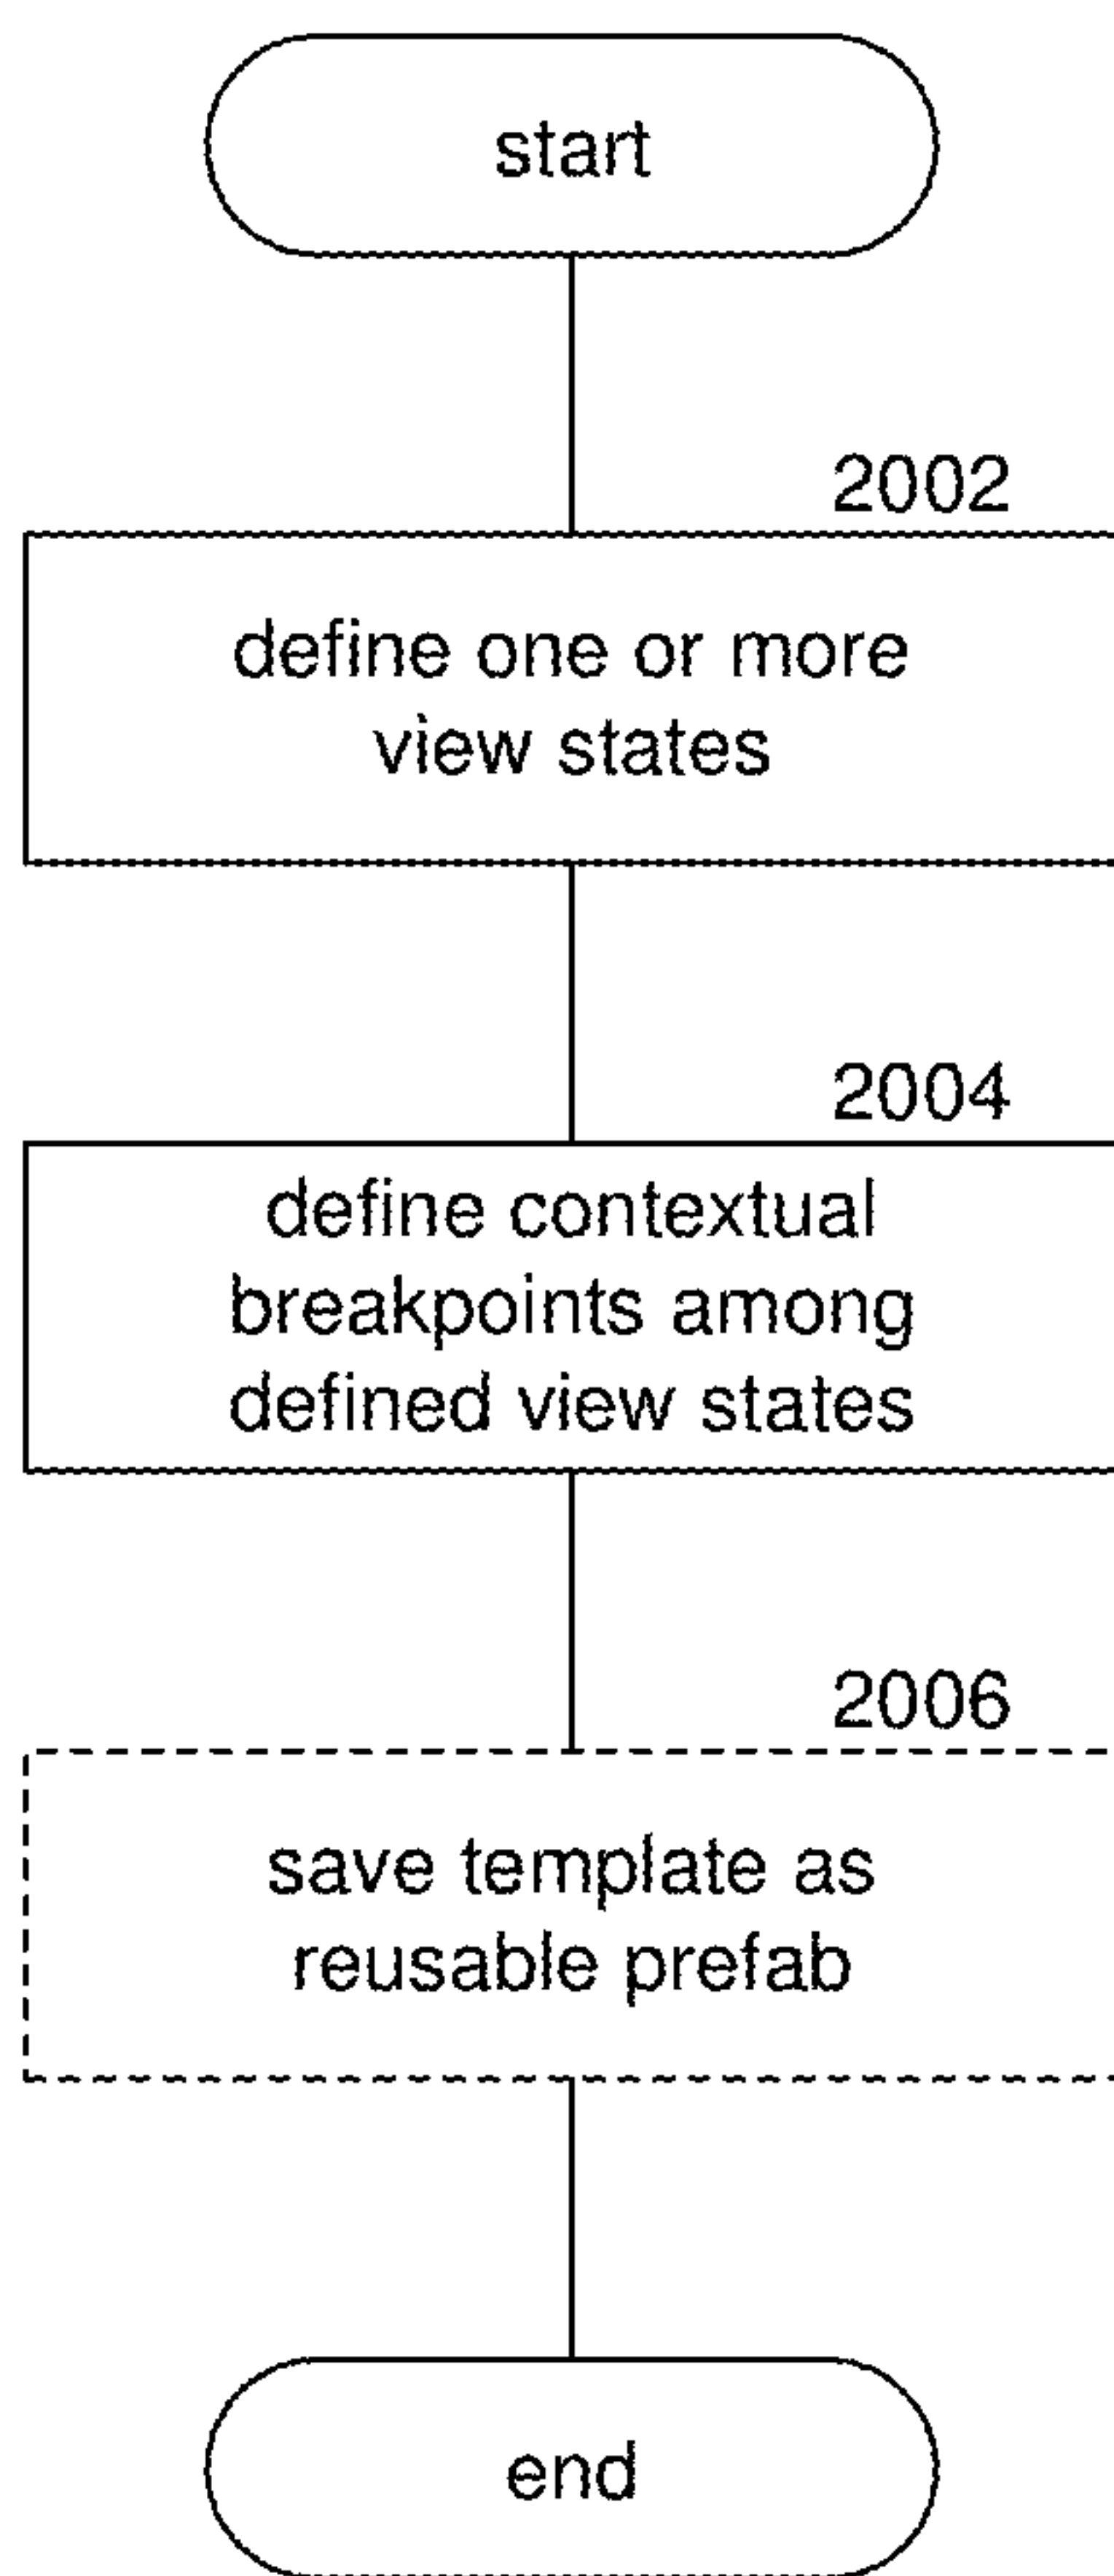 start
2002
define one or more
view states
2004
define contextual
breakpoints among
defined view states
2006
save template as
reusable prefab
end